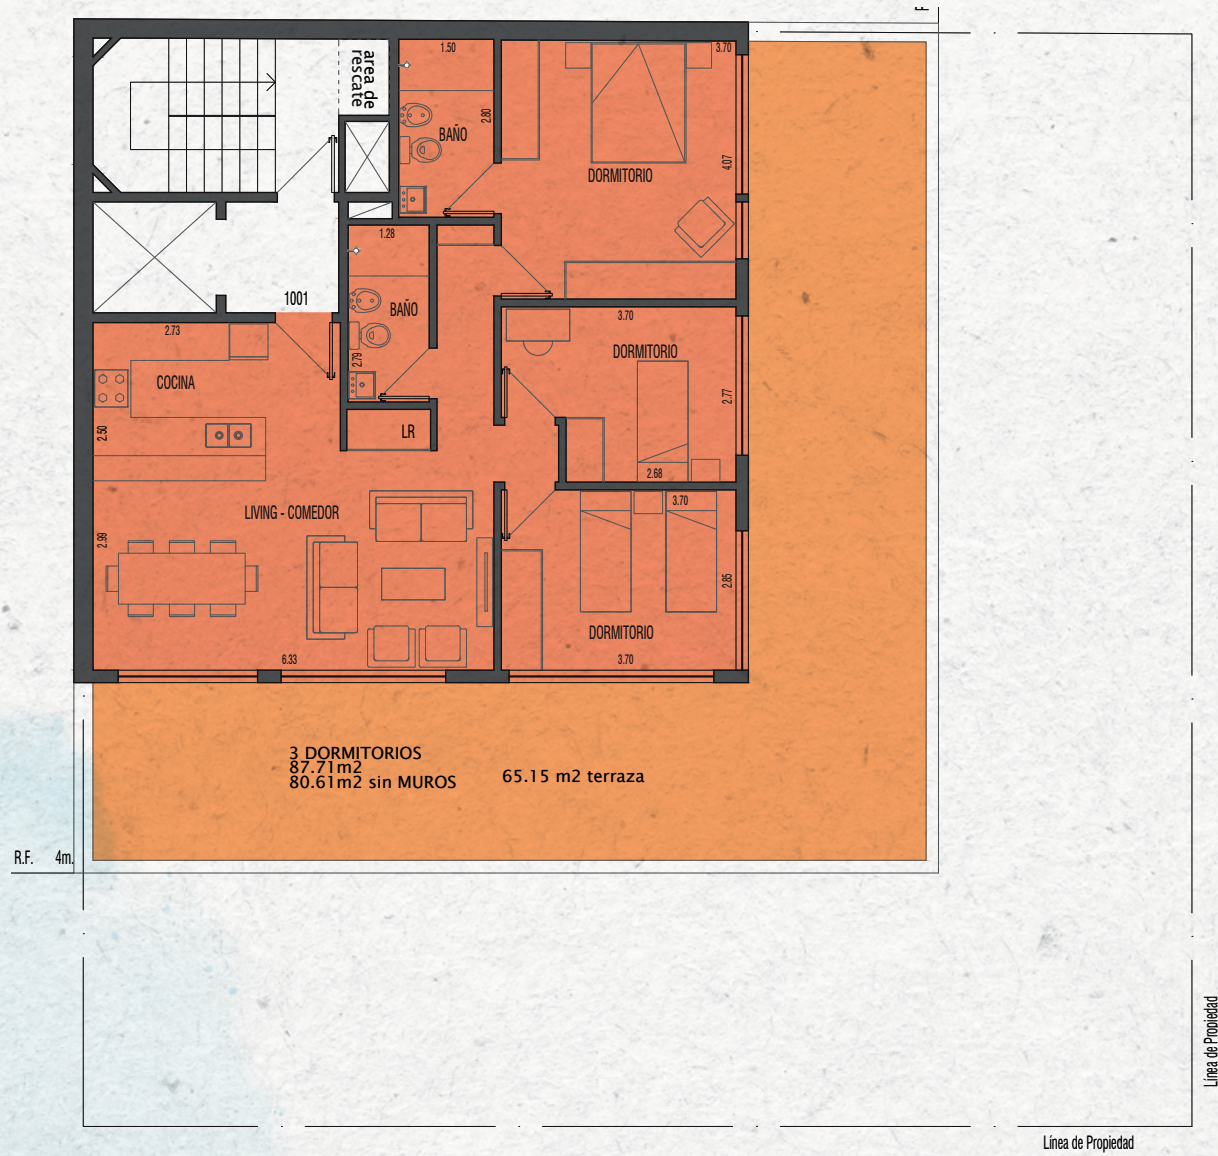 area de
rescate
1.50
3.70
2.80
BAÑO
4.07
DORMITORIO
1.28
1001
BAÑO
2.79
2.73
COCINA
2.50
3.70
DORMITORIO
2.77
2.68
LR
LIVING - COMEDOR
2.99
3.70
2.85
DORMITORIO
6.33
3.70
3 DORMITORIOS
87.71m2
80.61m2 sin MUROS
65.15 m2 terraza
R.F. 4m.
Línea de Propiedad
Línea de Propiedad